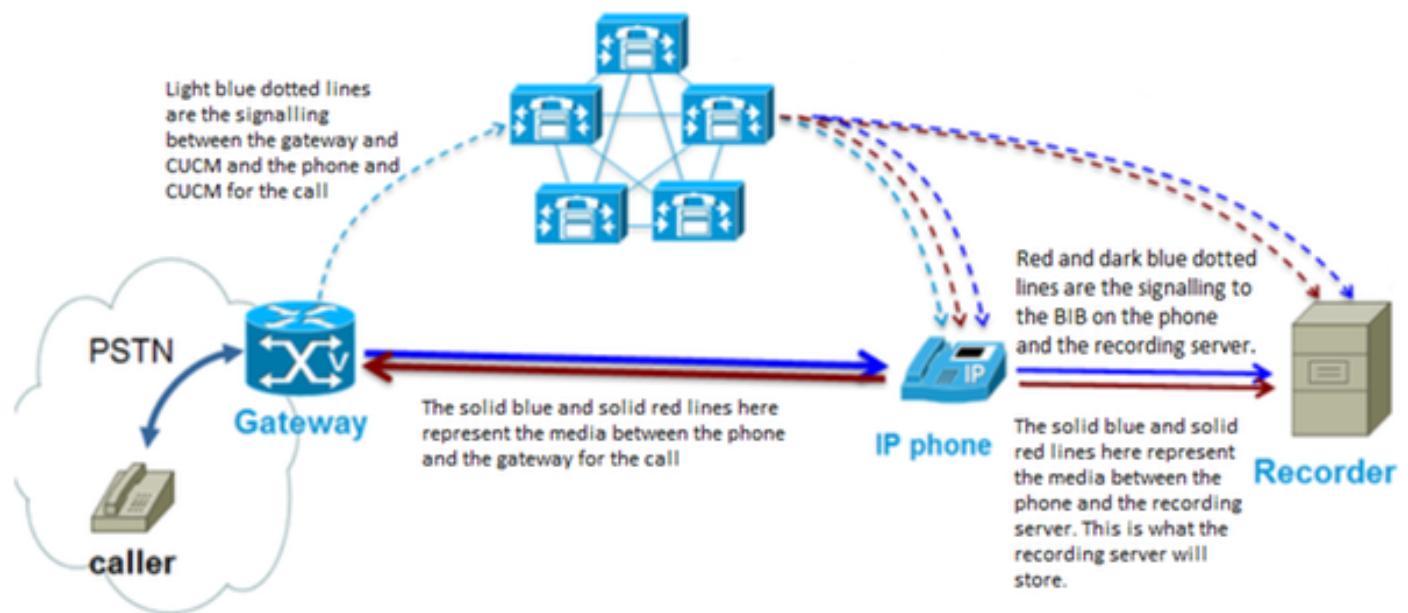 Light blue dotted lines
are the signalling
between the gateway and
CUCM and the phone and
CUCM for the call
PSTN
V
Gateway
caller
The solid blue and solid red lines here
represent the media between the phone
and the gateway for the call
IP
IP phone
Red and dark blue dotted
lines are the signalling to
the BIB on the phone
and the recording server.
The solid blue and solid
red lines here represent
the media between the
phone and the recording
server. This is what the
recording server will
store.
Recorder